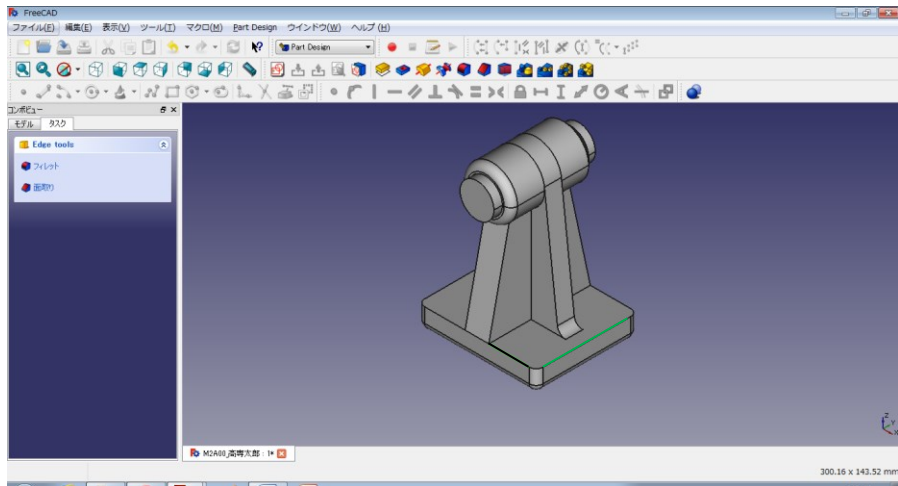 FreeCAD
ファイル(F) 編集(E) 表示(V) ツール(T) マクロ(M) Part Design ウインドウ(W) ヘルプ(H)
Part Design
コンボビュー
モデル タスク
Edge tools
フィレット
面取り
Z
Y
X
M2A00_高専太郎 : 1*
300.16 x 143.52 mm